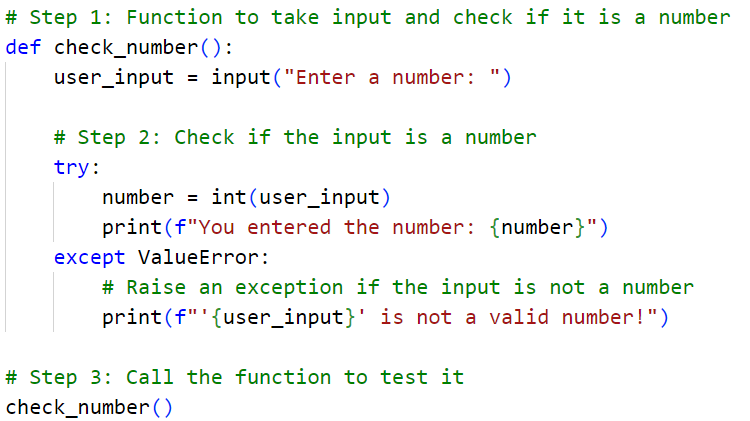 # Step 1: Function to take input and check if it is a number
def check_number():
    user_input = input("Enter a number: ")
    # Step 2: Check if the input is a number
    try:
        number = int(user_input)
        print(f"You entered the number: {number}")
    except ValueError:
        # Raise an exception if the input is not a number
        print(f"'{user_input}' is not a valid number!")
# Step 3: Call the function to test it
check_number()